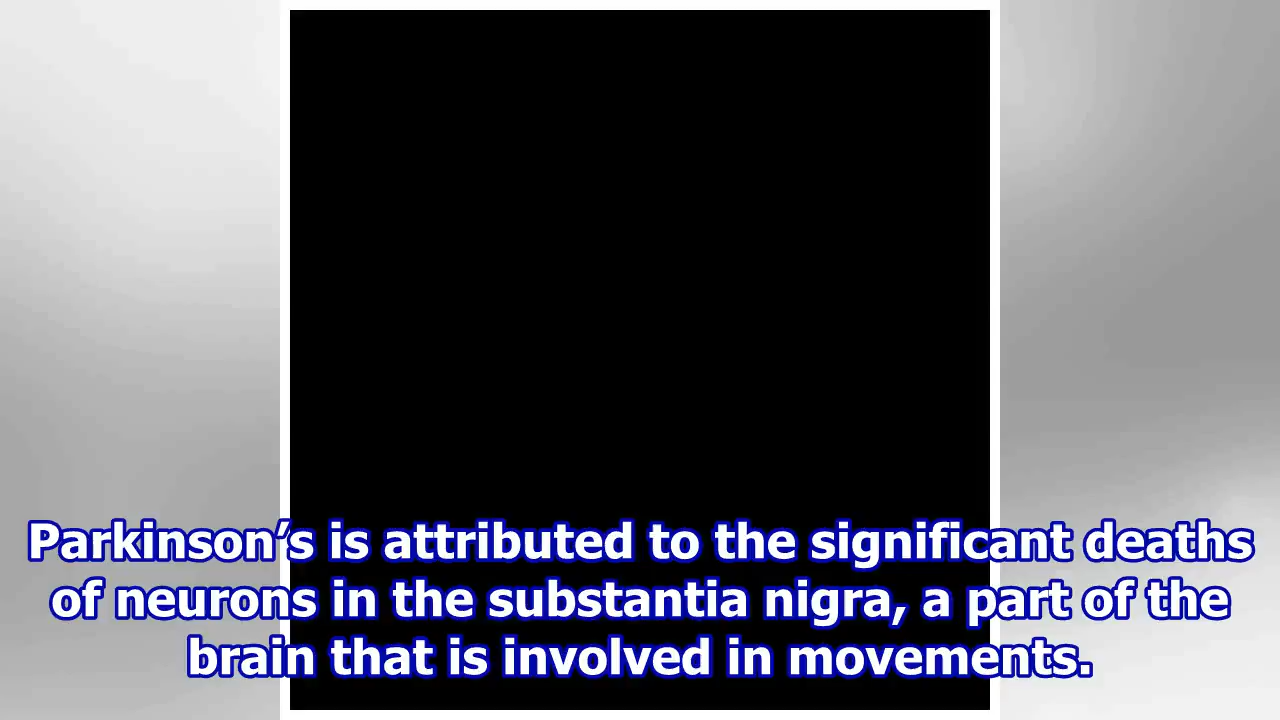 Parkinson’s is attributed to the significant deaths
of neurons in the substantia nigra, a part of the
brain that is involved in movements.